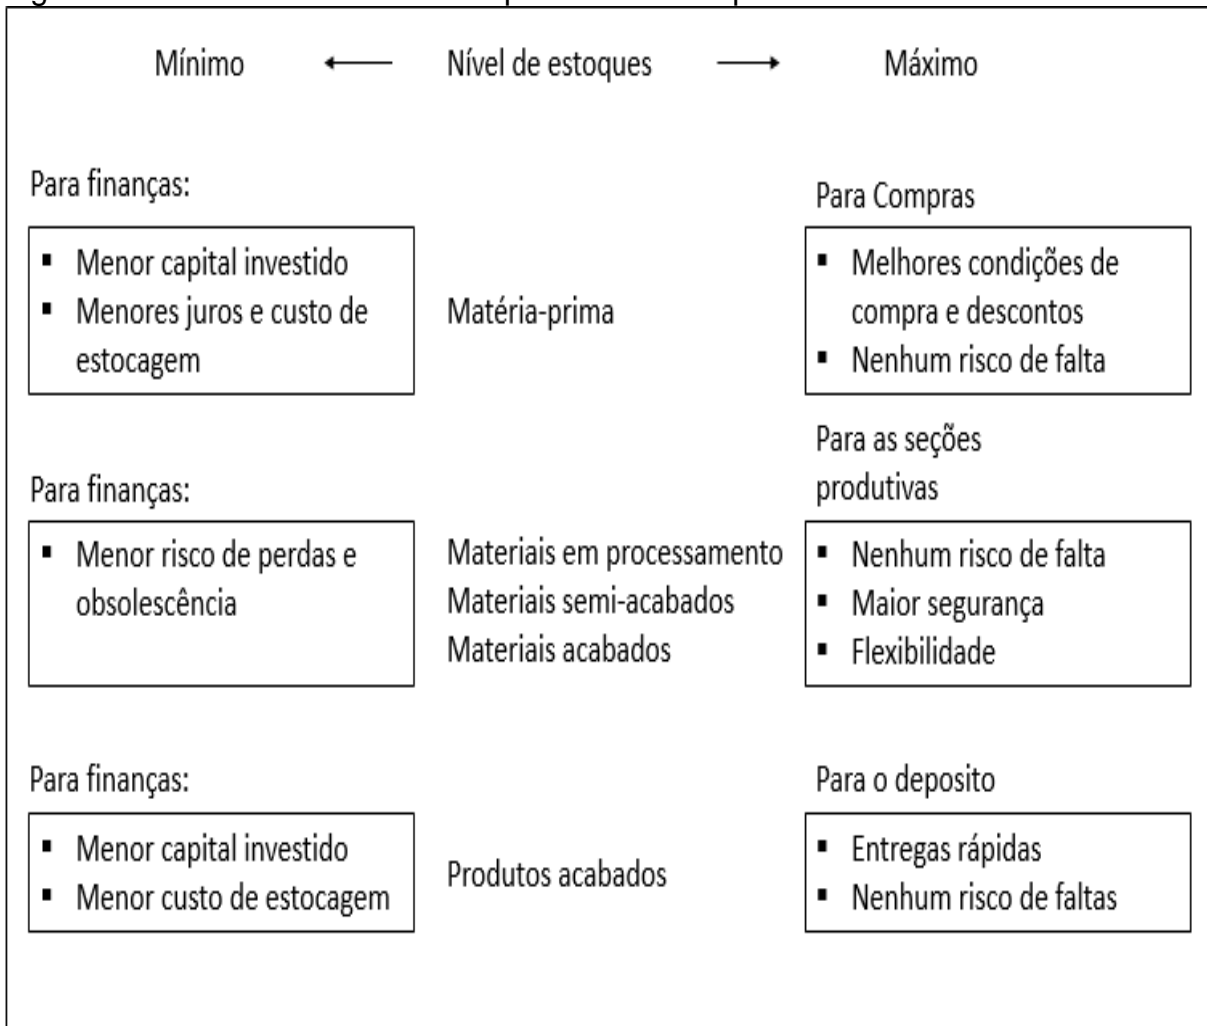 Mínimo ← Nível de estoques → Máximo
Para finanças:
▪ Menor capital investido
▪ Menores juros e custo de
estocagem
Matéria-prima
Para Compras
▪ Melhores condições de
compra e descontos
▪ Nenhum risco de falta
Para finanças:
▪ Menor risco de perdas e
obsolescência
Materiais em processamento
Materiais semi-acabados
Materiais acabados
Para as seções
produtivas
▪ Nenhum risco de falta
▪ Maior segurança
▪ Flexibilidade
Para finanças:
▪ Menor capital investido
▪ Menor custo de estocagem
Produtos acabados
Para o deposito
▪ Entregas rápidas
▪ Nenhum risco de faltas